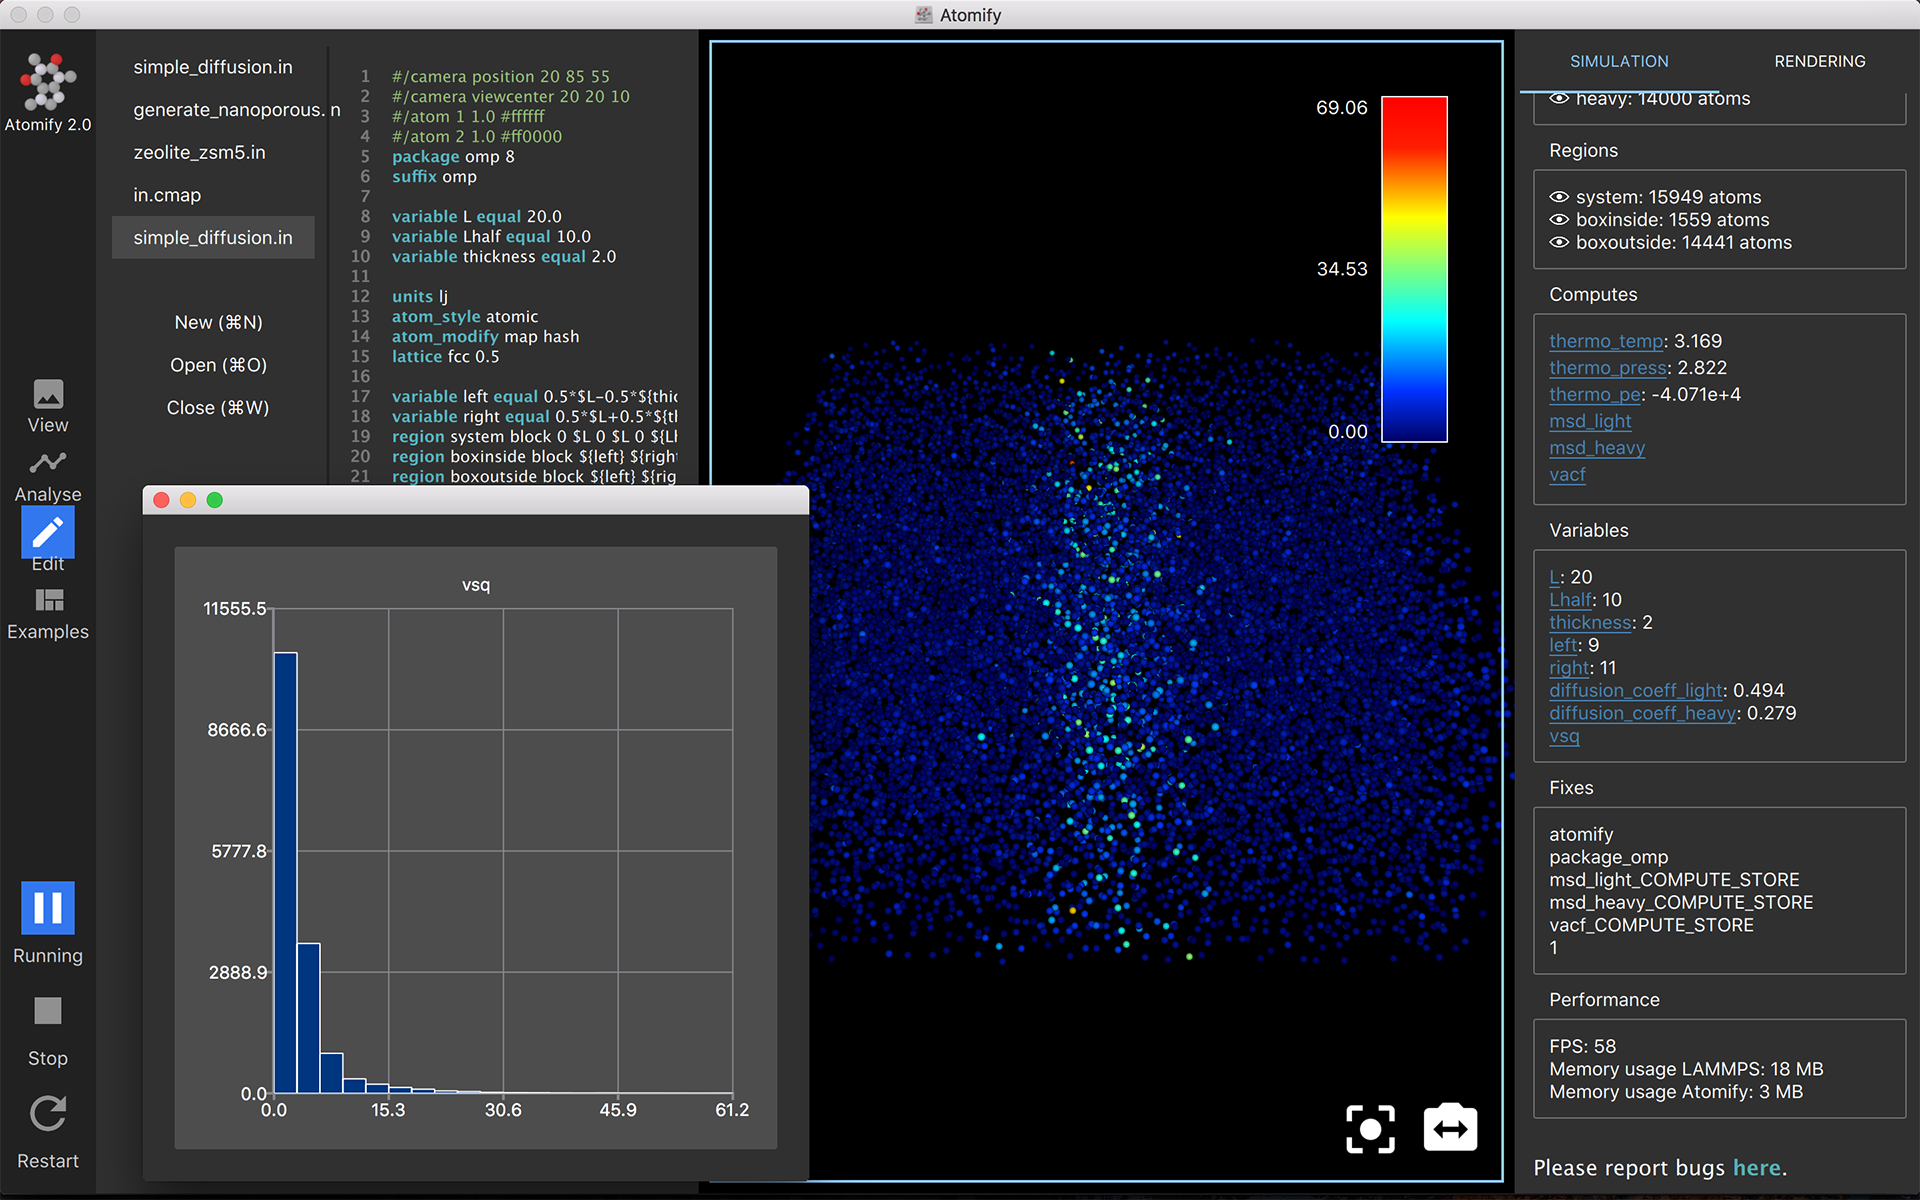 Atomify
Atomify 2.0
View
Analyse
Edit
Examples
Running
Stop
Restart
simple_diffusion.in
generate_nanoporous. n
zeolite_zsm5.in
in.cmap
simple_diffusion.in
New (⌘N)
Open (⌘O)
Close (⌘W)
1 #/camera position 20 85 55
2 #/camera viewcenter 20 20 10
3 #/atom 1 1.0 #ffffff
4 #/atom 2 1.0 #ff0000
5 package omp 8
6 suffix omp
7
8 variable L equal 20.0
9 variable Lhalf equal 10.0
10 variable thickness equal 2.0
11
12 units lj
13 atom_style atomic
14 atom_modify map hash
15 lattice fcc 0.5
16
17 variable left equal 0.5*$L-0.5*${thic
18 variable right equal 0.5*$L+0.5*${th
19 region system block 0 $L 0 $L 0 ${Lh
20 region boxinside block ${left} ${right
21 region boxoutside block ${left} ${rig
vsq
11555.5
8666.6
5777.8
2888.9
0.0
0.0 15.3 30.6 45.9 61.2
69.06
34.53
0.00
SIMULATION RENDERING
heavy: 14000 atoms
Regions
system: 15949 atoms
boxinside: 1559 atoms
boxoutside: 14441 atoms
Computes
thermo_temp: 3.169
thermo_press: 2.822
thermo_pe: -4.071e+4
msd_light
msd_heavy
vacf
Variables
L: 20
Lhalf: 10
thickness: 2
left: 9
right: 11
diffusion_coeff_light: 0.494
diffusion_coeff_heavy: 0.279
vsq
Fixes
atomify
package_omp
msd_light_COMPUTE_STORE
msd_heavy_COMPUTE_STORE
vacf_COMPUTE_STORE
1
Performance
FPS: 58
Memory usage LAMMPS: 18 MB
Memory usage Atomify: 3 MB
Please report bugs here.